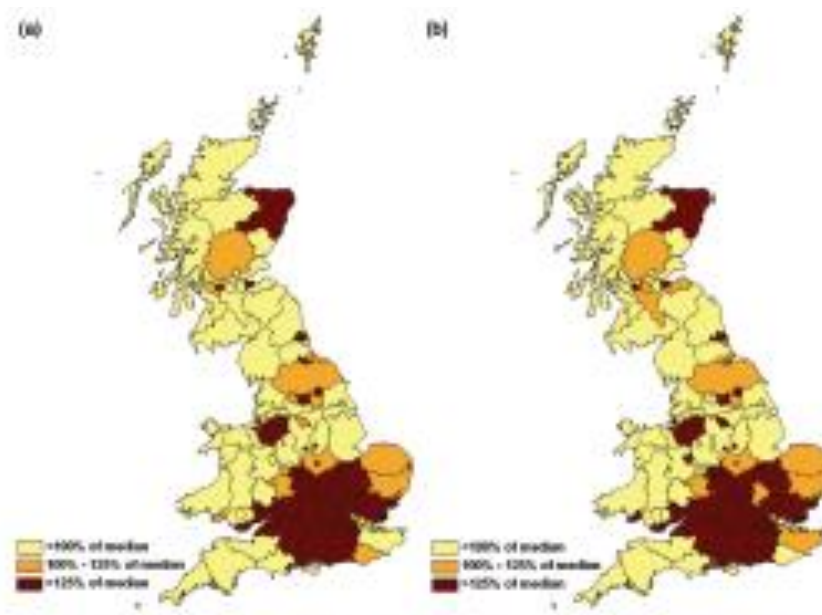 (a)
(b)
<100% of median
100% - 125% of median
>125% of median
<100% of median
100% - 125% of median
>125% of median